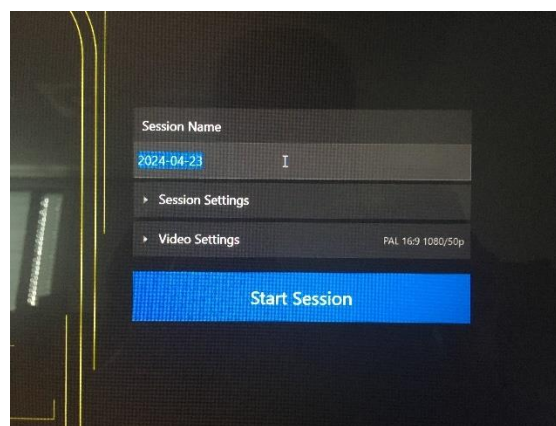 Session Name
2024-04-23
Session Settings
Video Settings PAL 16:9 1080/50p
Start Session